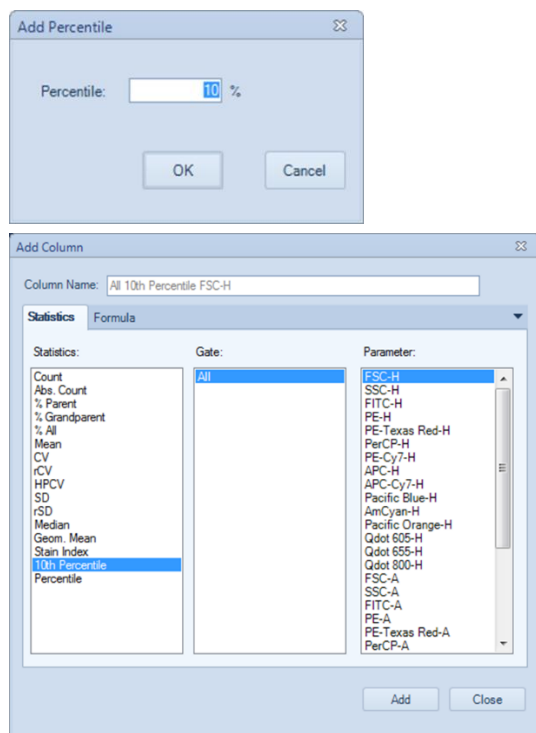 Add Percentile
Percentile: 10 %
OK Cancel
Add Column
Column Name: All 10th Percentile FSC-H
Statistics Formula
Statistics: Gate: Parameter:
Count All FSC-H
Abs. Count SSC-H
% Parent FITC-H
% Grandparent PE-H
% All PE-Texas Red-H
Mean PerCP-H
CV PE-Cy7-H
rCV APC-H
HPCV APC-Cy7-H
SD Pacific Blue-H
rSD AmCyan-H
Median Pacific Orange-H
Geom. Mean Qdot 605-H
Stain Index Qdot 655-H
10th Percentile Qdot 800-H
Percentile FSC-A
SSC-A
FITC-A
PE-A
PE-Texas Red-A
PerCP-A
Add Close